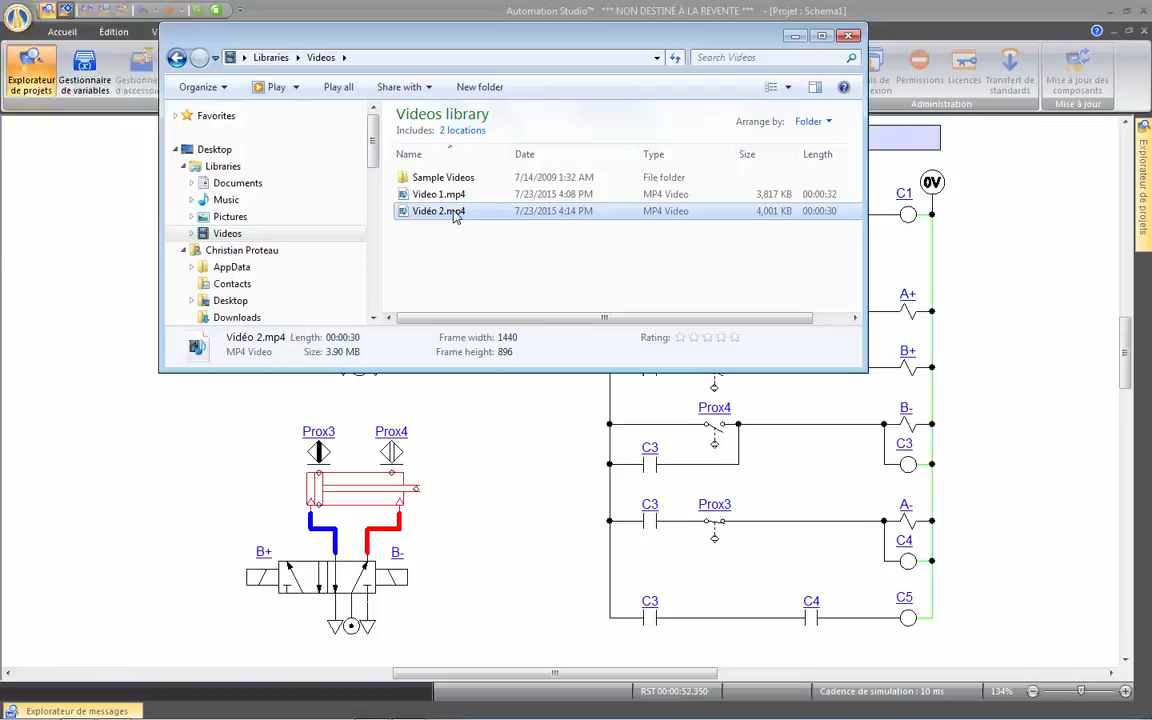 Automation Studio™ *** NON DESTINÉ À LA REVENTE *** - [Projet : Schema1]
Accueil
Édition
Explorateur de projets
Gestionnaire de variables
Gestionnaire d'accesso
Permissions
Licences
Transfert de standards
Mise à jour des composants
Administration
Mise à jour
Libraries
Videos
Search Videos
Organize
Play
Play all
Share with
New folder
Favorites
Desktop
Libraries
Documents
Music
Pictures
Videos
Christian Proteau
AppData
Contacts
Desktop
Downloads
Videos library
Includes: 2 locations
Arrange by: Folder
Name Date Type Size Length
Sample Videos 7/14/2009 1:32 AM File folder
Video 1.mp4 7/23/2015 4:08 PM MP4 Video 3,817 KB 00:00:32
Vidéo 2.mp4 7/23/2015 4:14 PM MP4 Video 4,001 KB 00:00:30
Vidéo 2.mp4 Length: 00:00:30 Frame width: 1440 Rating:
MP4 Video Size: 3.90 MB Frame height: 896
Explorateur de projets
0V
C1
A+
B+
Prox4
B-
C3
C3
C3
Prox3
A-
C4
C3
C4
C5
Prox3
Prox4
B+
B-
RST 00:00:52.350
Cadence de simulation : 10 ms
134%
Explorateur de messages